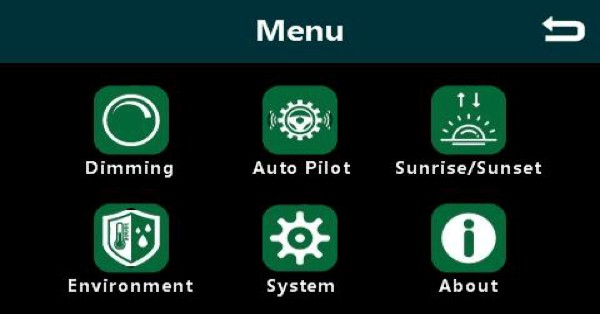 Menu
Dimming
Auto Pilot
Sunrise/Sunset
Environment
System
About